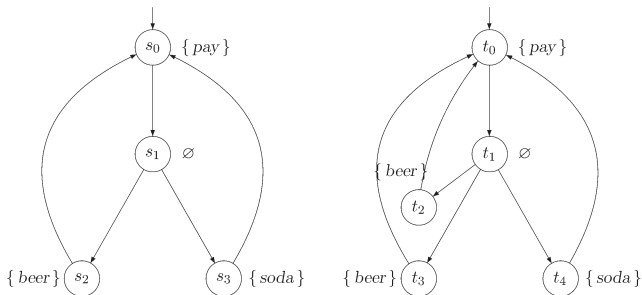 s₀ { pay }
s₁ ∅
{ beer } s₂
s₃ { soda }
t₀ { pay }
t₁ ∅
{ beer }
t₂
{ beer } t₃
t₄ { soda }